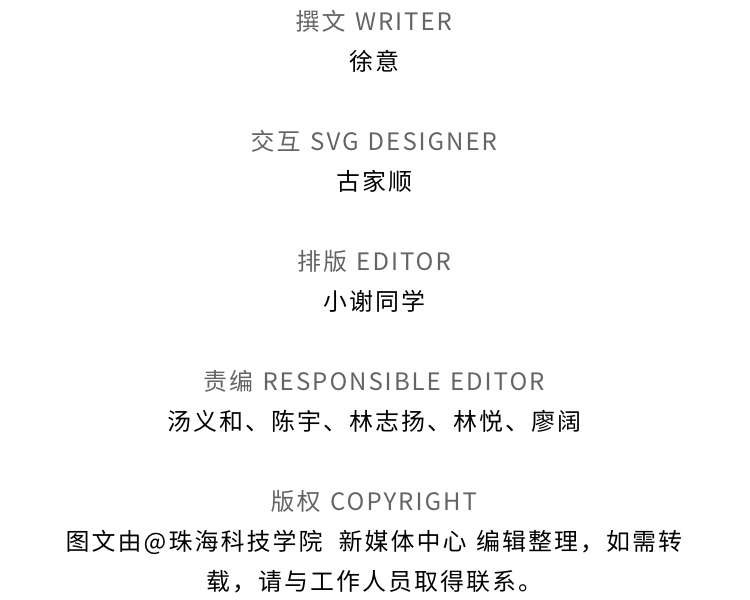 撰文 WRITER
徐意
交互 SVG DESIGNER
古家顺
排版 EDITOR
小谢同学
责编 RESPONSIBLE EDITOR
汤义和、陈宇、林志扬、林悦、廖阔
版权 COPYRIGHT
图文由@珠海科技学院 新媒体中心 编辑整理，如需转
载，请与工作人员取得联系。